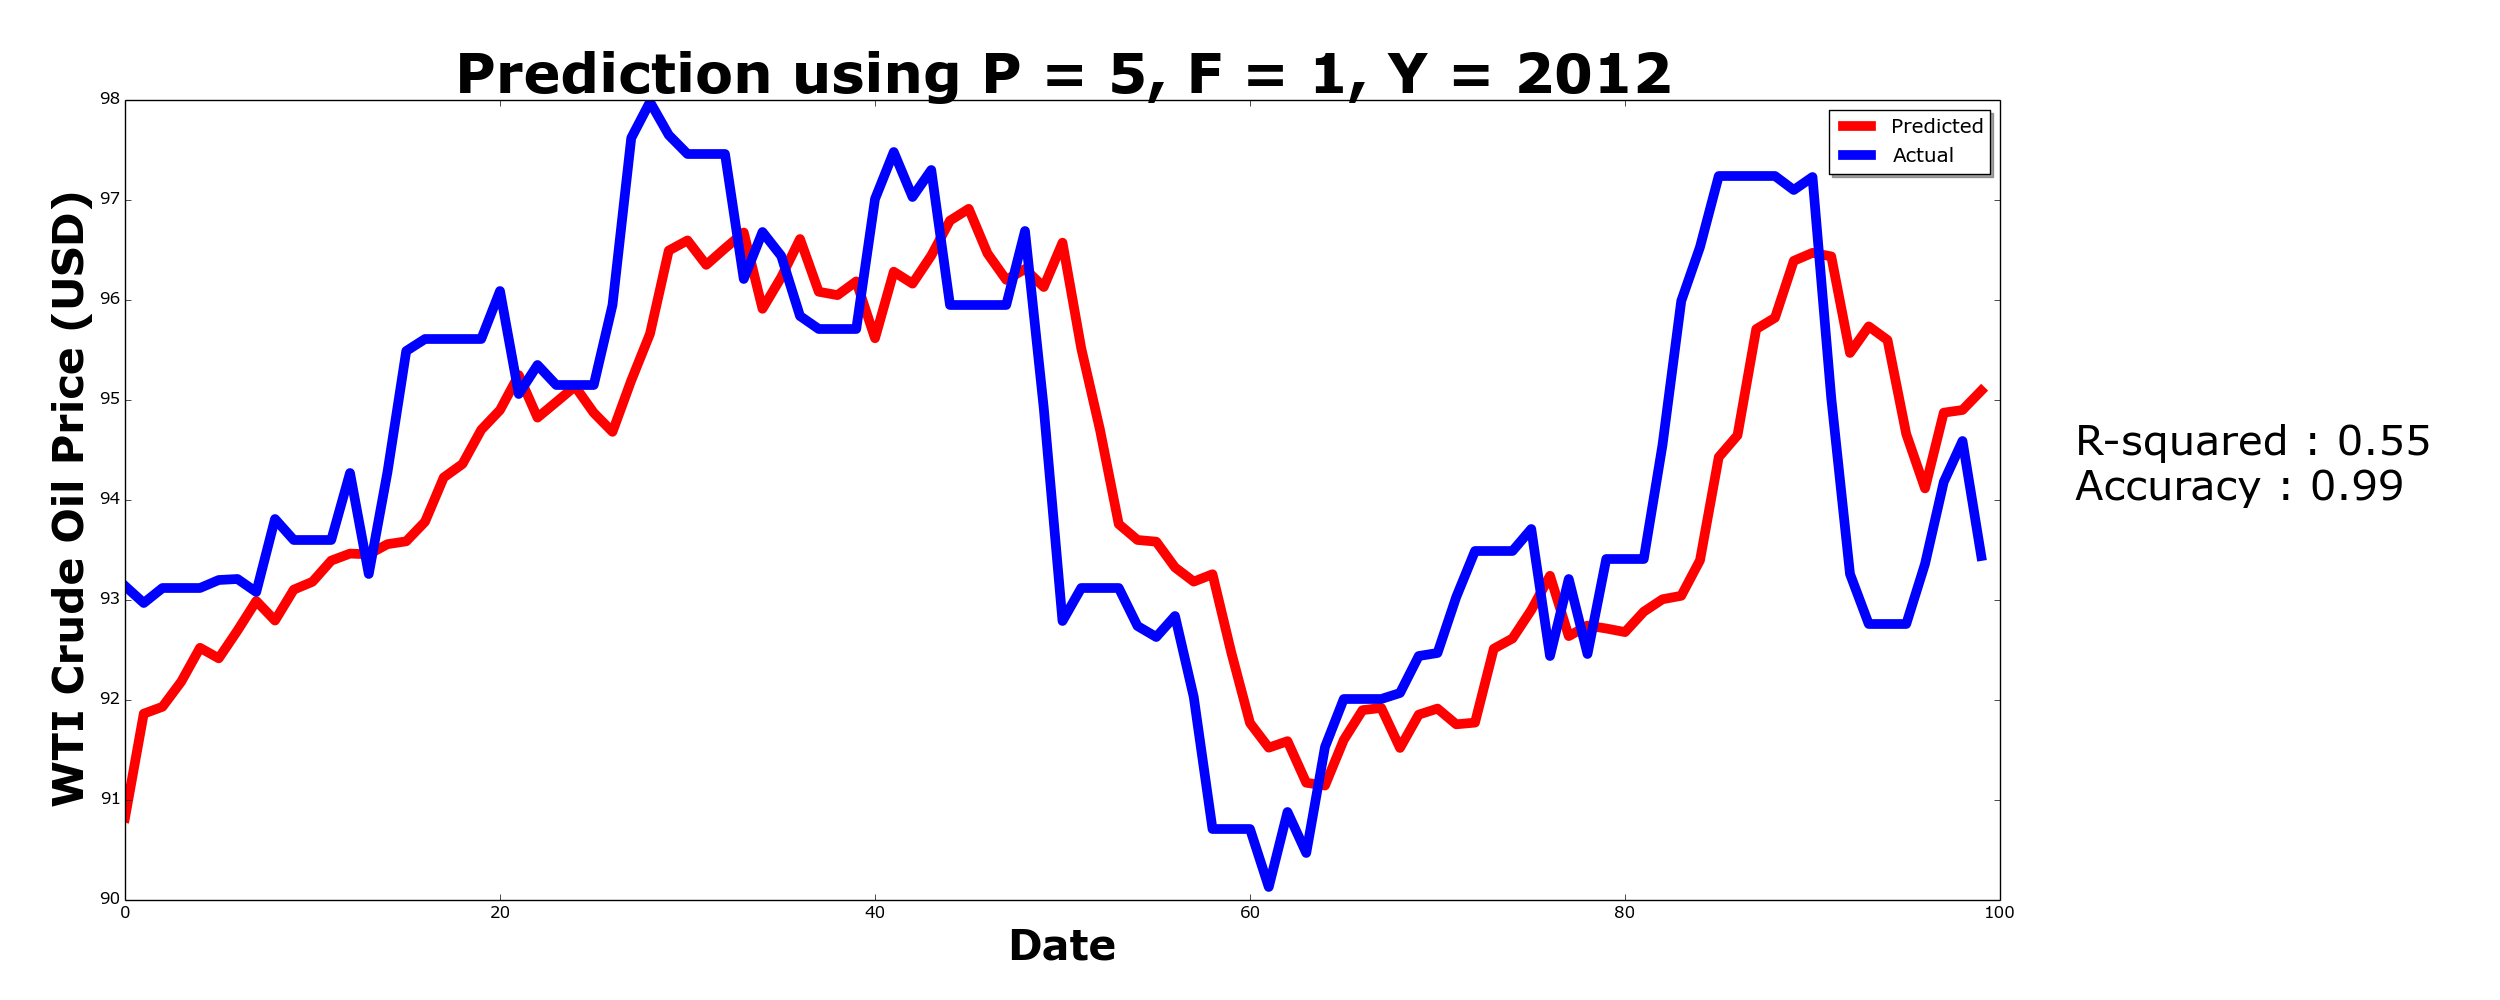 Prediction using P = 5, F = 1, Y = 2012
98
97
96
95
94
93
92
91
90
WTI Crude Oil Price (USD)
Predicted
Actual
R-squared : 0.55
Accuracy : 0.99
0 20 40 60 80 100
Date